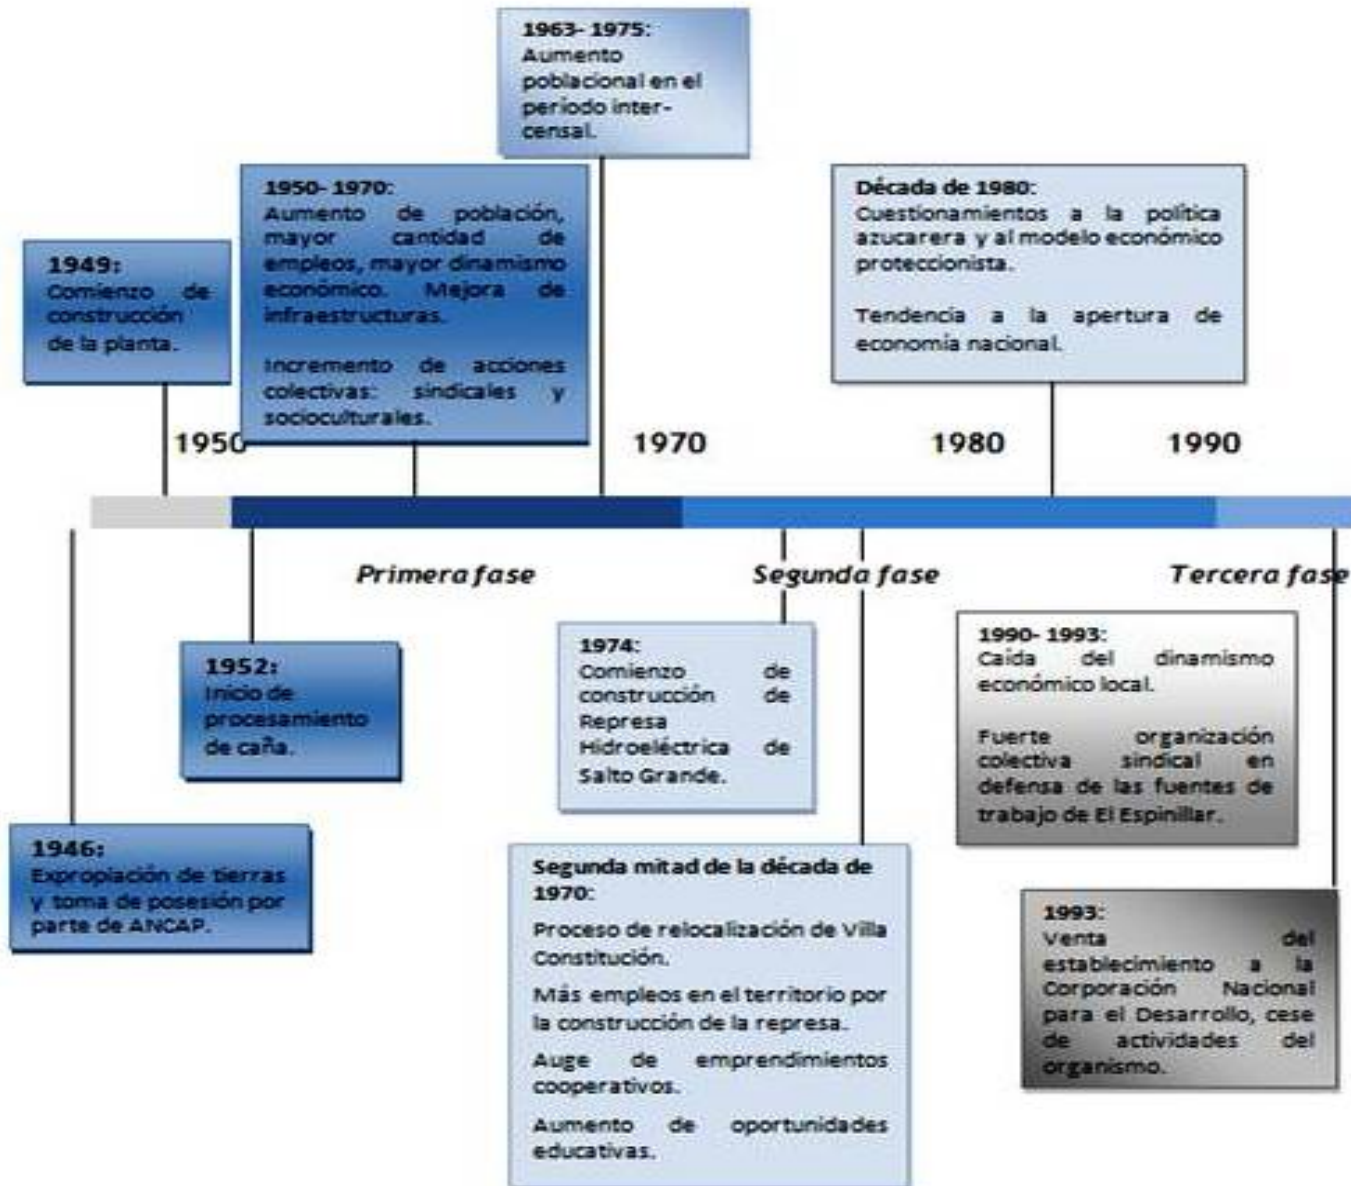 1963- 1975:
Aumento
poblacional en el
período inter-
censal.
1950- 1970:
Aumento de población,
mayor cantidad de
empleos, mayor dinamismo
económico. Mejora de
infraestructuras.
Incremento de acciones
colectivas: sindicales y
socioculturales.
Década de 1980:
Cuestionamientos a la política
azucarera y al modelo económico
proteccionista.
Tendencia a la apertura de
economía nacional.
1949:
Comienzo de
construcción
de la planta.
1950
1970
1980
1990
Primera fase
Segunda fase
Tercera fase
1952:
Inicio de
procesamiento
de caña.
1974:
Comienzo de
construcción de
Represa
Hidroeléctrica de
Salto Grande.
1990- 1993:
Caída del dinamismo
económico local.
Fuerte organización
colectiva sindical en
defensa de las fuentes de
trabajo de El Espinillar.
1946:
Expropiación de tierras
y toma de posesión por
parte de ANCAP.
Segunda mitad de la década de
1970:
Proceso de relocalización de Villa
Constitución.
Más empleos en el territorio por
la construcción de la represa.
Auge de emprendimientos
cooperativos.
Aumento de oportunidades
educativas.
1993:
Venta del
establecimiento a la
Corporación Nacional
para el Desarrollo, cese
de actividades del
organismo.